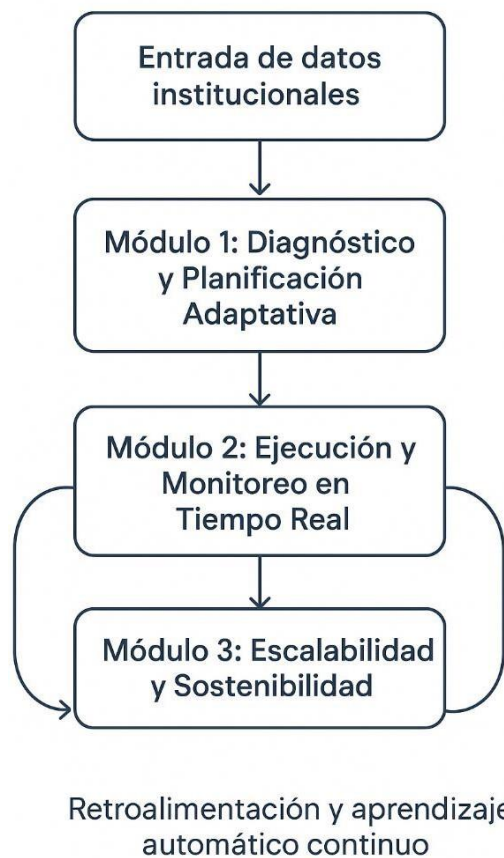 Entrada de datos
institucionales
Módulo 1: Diagnóstico
y Planificación
Adaptativa
Módulo 2: Ejecución y
Monitoreo en
Tiempo Real
Módulo 3: Escalabilidad
y Sostenibilidad
Retroalimentación y aprendizaje
automático continuo